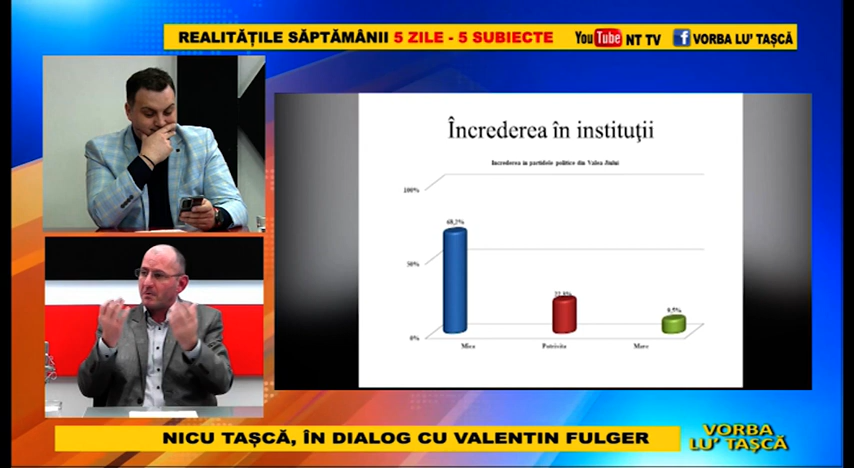 REALITĂȚILE SĂPTĂMÂNII 5 ZILE - 5 SUBIECTE YouTube NT TV f VORBA LU' TAȘCĂ
Încrederea în instituţii
Increderea in partidele politice din Valea Jiului
100%
68,2%
50%
22,8%
8,5%
0%
Mica Potrivita Mare
NICU TAȘCĂ, ÎN DIALOG CU VALENTIN FULGER
VORBA
LU' TAȘCĂ